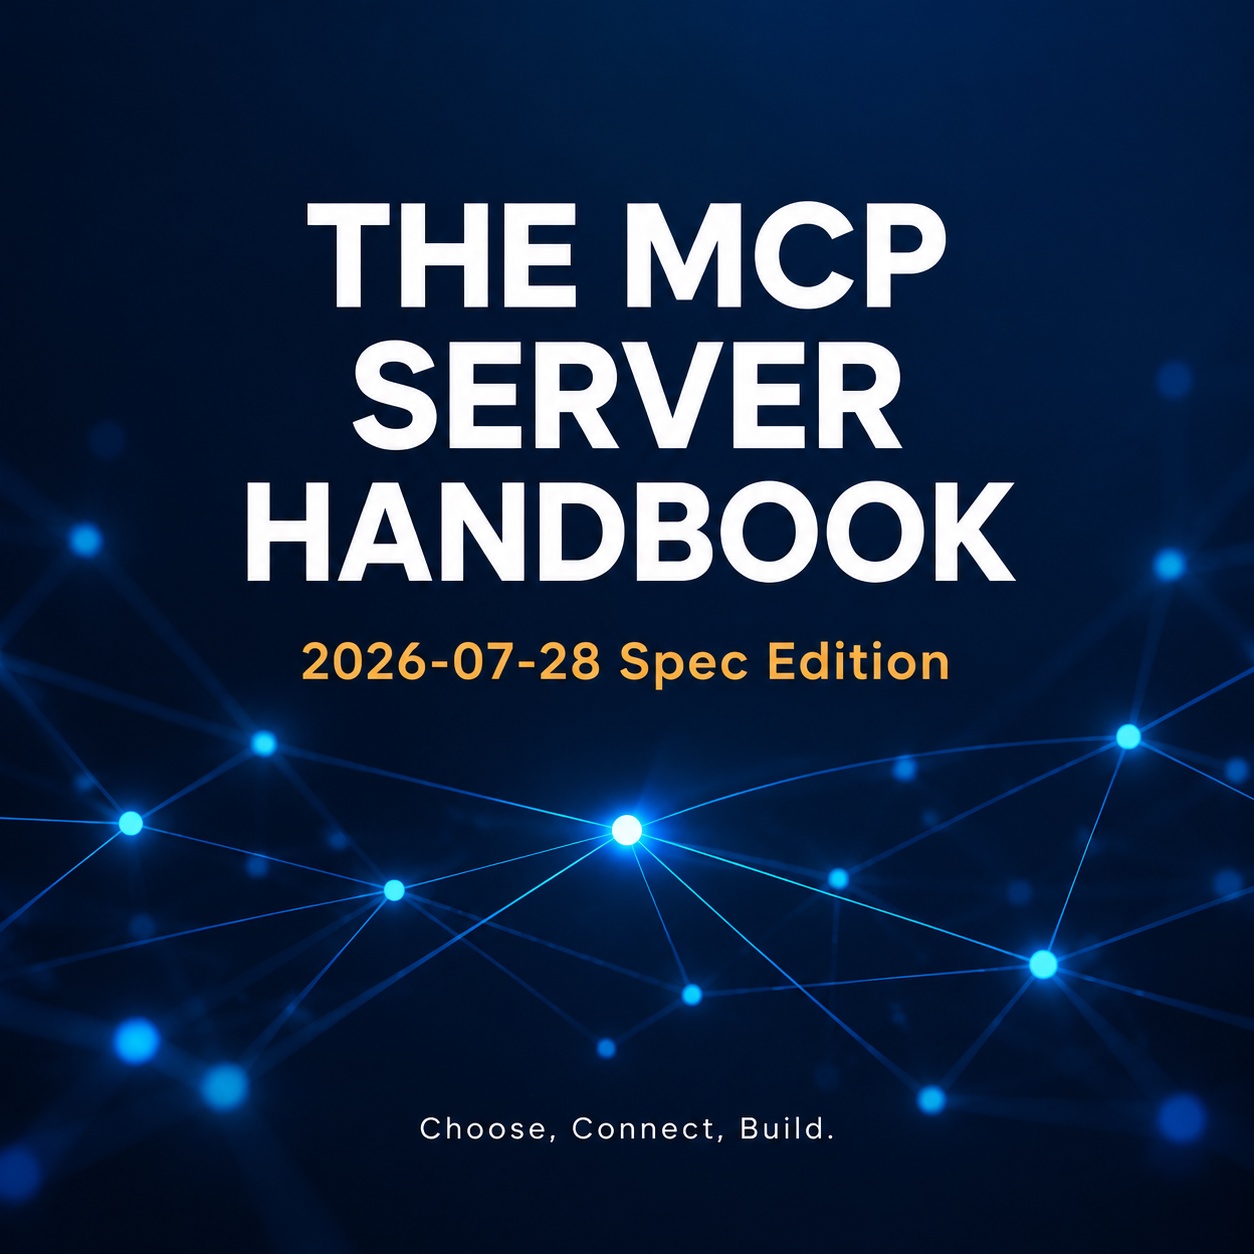 THE MCP
SERVER
HANDBOOK
2026-07-28 Spec Edition
Choose, Connect, Build.